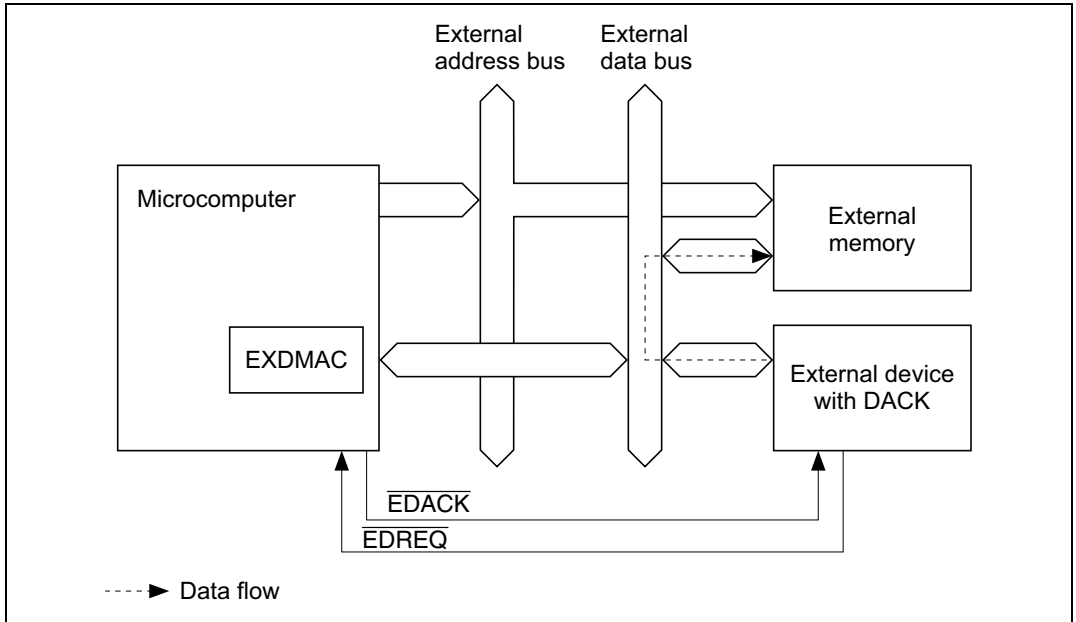 External
address bus
External
data bus
Microcomputer
External
memory
EXDMAC
External device
with DACK
EDACK
EDREQ
Data flow